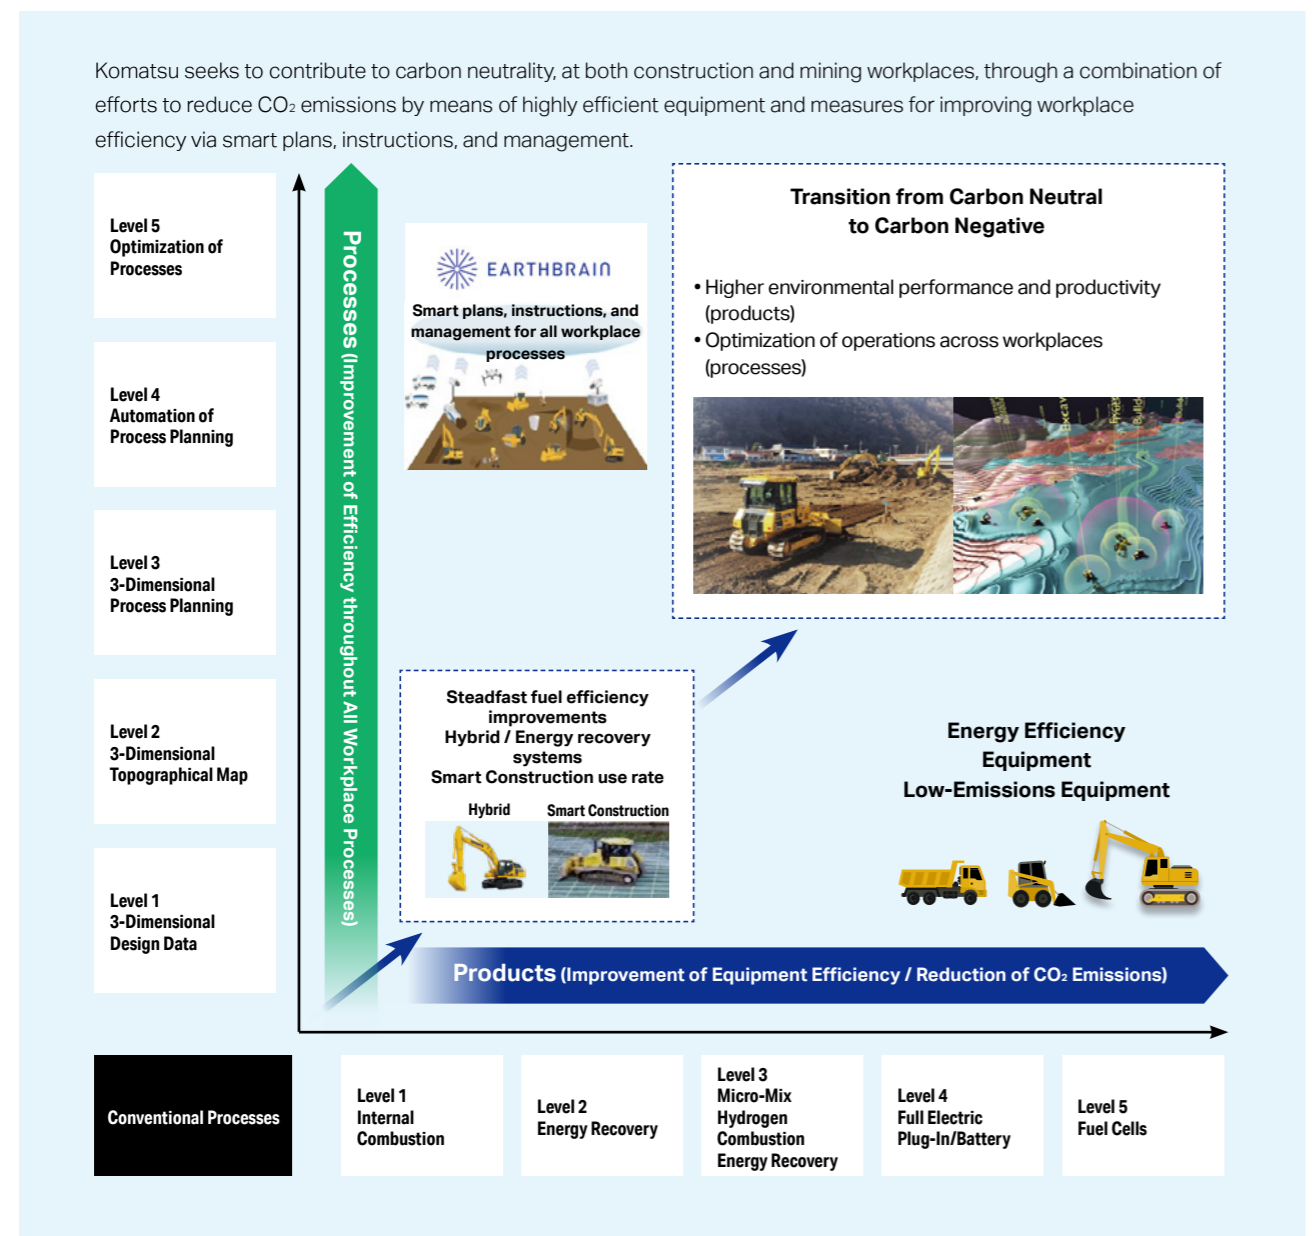 Komatsu seeks to contribute to carbon neutrality, at both construction and mining workplaces, through a combination of
efforts to reduce CO₂ emissions by means of highly efficient equipment and measures for improving workplace
efficiency via smart plans, instructions, and management.
Level 5
Optimization of
Processes
Level 4
Automation of
Process Planning
Level 3
3-Dimensional
Process Planning
Level 2
3-Dimensional
Topographical Map
Level 1
3-Dimensional
Design Data
Processes (Improvement of Efficiency throughout All Workplace Processes)
EARTHBRAIN
Smart plans, instructions, and
management for all workplace
processes
Transition from Carbon Neutral
to Carbon Negative
• Higher environmental performance and productivity
(products)
• Optimization of operations across workplaces
(processes)
Steadfast fuel efficiency
improvements
Hybrid / Energy recovery
systems
Smart Construction use rate
Hybrid
Smart Construction
Energy Efficiency
Equipment
Low-Emissions Equipment
Products (Improvement of Equipment Efficiency / Reduction of CO₂ Emissions)
Conventional Processes
Level 1
Internal
Combustion
Level 2
Energy Recovery
Level 3
Micro-Mix
Hydrogen
Combustion
Energy Recovery
Level 4
Full Electric
Plug-In/Battery
Level 5
Fuel Cells